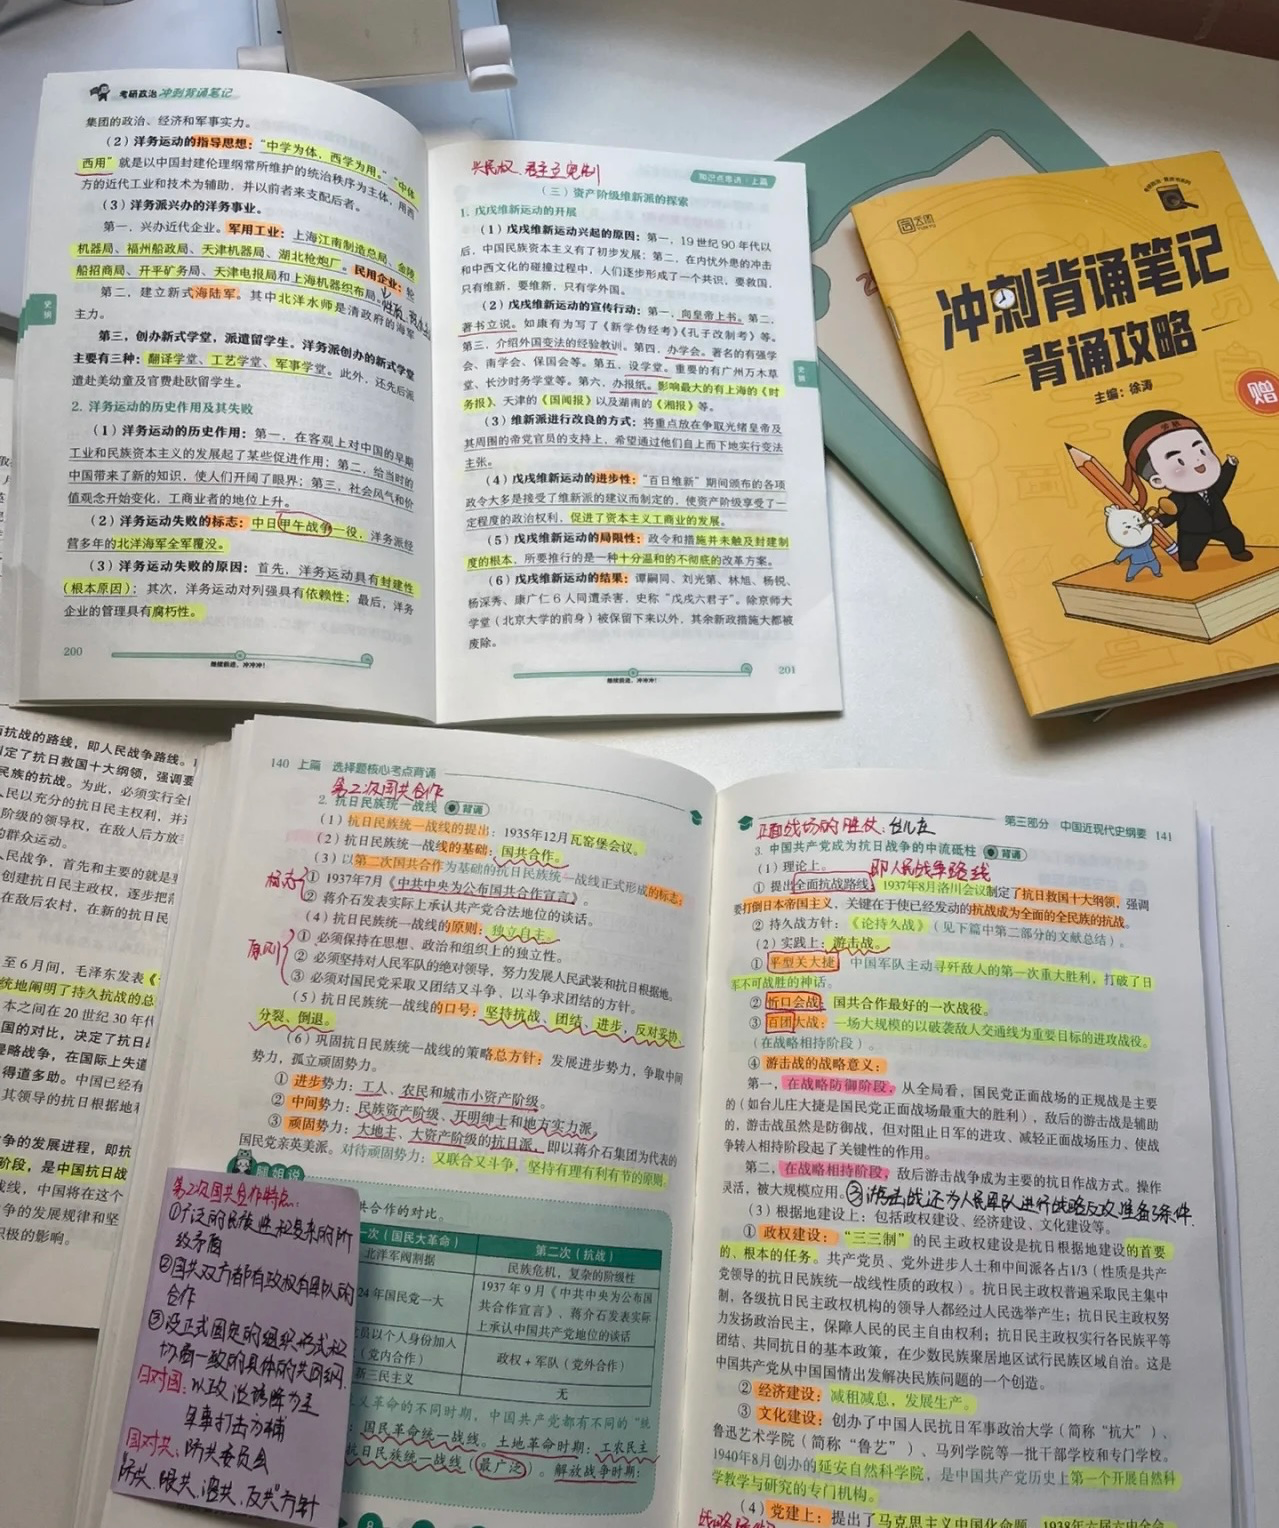 考研政治 冲刺背诵笔记
集团的政治、经济和军事实力。
（2）洋务运动的指导思想：“中学为体，西学为用。”“中体
西用”就是以中国封建伦理纲常所维护的统治秩序为主体，用西
方的近代工业和技术为辅助，并以前者来支配后者。
（3）洋务派兴办的洋务事业。
第一，兴办近代企业。军用工业：上海江南制造总局、金陵
机器局、福州船政局、天津机器局、湖北枪炮厂。民用企业：轮
船招商局、开平矿务局、天津电报局和上海机器织布局。
第二，建立新式海陆军。其中北洋水师是清政府的海军
主力。
第三，创办新式学堂，派遣留学生。洋务派创办的新式学堂
主要有三种：翻译学堂、工艺学堂、军事学堂。此外，还先后派
遣赴美幼童及官费赴欧留学生。
2. 洋务运动的历史作用及其失败
（1）洋务运动的历史作用：第一，在客观上对中国的早期
工业和民族资本主义的发展起了某些促进作用；第二，给当时的
中国带来了新的知识，使人们开阔了眼界；第三，社会风气和价
值观念开始变化，工商业者的地位上升。
（2）洋务运动失败的标志：中日甲午战争一役，洋务派经
营多年的北洋海军全军覆没。
（3）洋务运动失败的原因：首先，洋务运动具有封建性
（根本原因）；其次，洋务运动对列强具有依赖性；最后，洋务
企业的管理具有腐朽性。
200
继续前进，冲冲冲！
史纲
兴民权 君主立宪制
知识点串讲·上篇
（三）资产阶级维新派的探索
1. 戊戌维新运动的开展
（1）戊戌维新运动兴起的原因：第一，19世纪90年代以
后，中国民族资本主义有了初步发展；第二，在内忧外患的冲击
和中西文化的碰撞过程中，人们逐步形成了一个共识，要救国，
只有维新，要维新，只有学外国。
（2）戊戌维新运动的宣传行动：第一，向皇帝上书。第二，
著书立说。如康有为写了《新学伪经考》《孔子改制考》等。
第三，介绍外国变法的经验教训。第四，办学会。著名的有强学
会、南学会、保国会等。第五，设学堂。重要的有广州万木草
堂、长沙时务学堂等。第六，办报纸。影响最大的有上海的《时
务报》、天津的《国闻报》以及湖南的《湘报》等。
（3）维新派进行改良的方式：将重点放在争取光绪皇帝及
其周围的帝党官员的支持上，希望通过他们自上而下地实行变法
主张。
（4）戊戌维新运动的进步性：“百日维新”期间颁布的各项
政令大多是接受了维新派的建议而制定的，使资产阶级享受了一
定程度的政治权利，促进了资本主义工商业的发展。
（5）戊戌维新运动的局限性：政令和措施并未触及封建制
度的根本，所要推行的是一种十分温和的不彻底的改革方案。
（6）戊戌维新运动的结果：谭嗣同、刘光第、林旭、杨锐、
杨深秀、康广仁6人同遭杀害，史称“戊戌六君子”。除京师大
学堂（北京大学的前身）被保留下来以外，其余新政措施大都被
废除。
201
继续前进，冲冲冲！
史纲
云图
冲刺背诵笔记
背诵攻略
主编：徐涛
赠
抗战的路线，即人民战争路线。
定了抗日救国十大纲领，强调要
民族的抗战。为此，必须实行全
民以充分的抗日民主权利，并
阶级的领导权，在敌人后方放
群众运动。
民战争，首先和主要的就是
创建抗日民主政权，逐步把
在敌后农村，在新的抗日民
至6月间，毛泽东发表《
统地阐明了持久抗战的总
本之间在20世纪30年代
国的对比，决定了抗日
略战争，在国际上失道
得道多助。中国已经有
其领导的抗日根据地
争的发展进程，即抗
阶段，是中国抗日战
线，中国将在这个
争的发展规律和坚
积极的影响。
140 上篇 选择题核心考点背诵
第二次国共合作
2. 抗日民族统一战线 背诵
（1）抗日民族统一战线的提出：1935年12月瓦窑堡会议。
（2）抗日民族统一战线的基础：国共合作。
（3）以第二次国共合作为基础的抗日民族统一战线正式形成的标志：
标志
① 1937年7月《中共中央为公布国共合作宣言》。
② 蒋介石发表实际上承认共产党合法地位的谈话。
（4）抗日民族统一战线的原则：独立自主。
原则
① 必须保持在思想、政治和组织上的独立性。
② 必须坚持对人民军队的绝对领导，努力发展人民武装和抗日根据地。
③ 必须对国民党采取又团结又斗争、以斗争求团结的方针。
（5）抗日民族统一战线的口号：坚持抗战、团结、进步，反对妥协、
分裂、倒退。
（6）巩固抗日民族统一战线的策略总方针：发展进步势力，争取中间
势力，孤立顽固势力。
① 进步势力：工人、农民和城市小资产阶级。
② 中间势力：民族资产阶级、开明绅士和地方实力派。
③ 顽固势力：大地主、大资产阶级的抗日派，即以蒋介石集团为代表的
国民党亲英美派。对待顽固势力：又联合又斗争，坚持有理有利有节的原则。
腿姐说
共合作的对比。
一次（国民大革命） 第二次（抗战）
北洋军阀割据 民族危机，复杂的阶级性
24年国民党一大 1937年9月《中共中央为公布国
共合作宣言》、蒋介石发表实际
上承认中国共产党地位的谈话
员以个人身份加入
（党内合作） 政权＋军队（党外合作）
新三民主义 无
义革命的不同时期，中国共产党都有不同的“统
：国民革命统一战线。土地革命时期：工农民主
抗日民族统一战线（最广泛）。解放战争时期：
第二次国共合作特点：
①广泛的民族性和复杂的阶
级矛盾
②国共双方都有政权有军队的
合作
③没正式固定的组织形式和
协商一致的具体的共同纲
日对国：以政治诱降为主
军事打击为辅
国对共：防共委员会
防共、限共、溶共、反共”方针
正面战场的胜仗：台儿庄
第三部分 中国近现代史纲要 141
3. 中国共产党成为抗日战争的中流砥柱 背诵
（1）理论上。
即人民战争路线
① 提出全面抗战路线，1937年8月洛川会议制定了抗日救国十大纲领，强调
要打倒日本帝国主义，关键在于使已经发动的抗战成为全面的全民族的抗战。
② 持久战方针：《论持久战》（见下篇中第二部分的文献总结）。
（2）实践上：游击战。
① 平型关大捷：中国军队主动寻歼敌人的第一次重大胜利，打破了日
军不可战胜的神话。
② 忻口会战：国共合作最好的一次战役。
③ 百团大战：一场大规模的以破袭敌人交通线为重要目标的进攻战役。
（在战略相持阶段）。
④ 游击战的战略意义：
第一，在战略防御阶段，从全局看，国民党正面战场的正规战是主要
的（如台儿庄大捷是国民党正面战场最重大的胜利），敌后的游击战是辅助
的，游击战虽然是防御战，但对阻止日军的进攻、减轻正面战场压力、使战
争转入相持阶段起了关键性的作用。
第二，在战略相持阶段，敌后游击战争成为主要的抗日作战方式。操作
灵活，被大规模应用。③游击战还为人民军队进行战略反攻准备了条件.
（3）根据地建设上：包括政权建设、经济建设、文化建设等。
① 政权建设：“三三制”的民主政权建设是抗日根据地建设的首要
的、根本的任务。共产党员、党外进步人士和中间派各占1/3（性质是共产
党领导的抗日民族统一战线性质的政权）。抗日民主政权普遍采取民主集中
制，各级抗日民主政权机构的领导人都经过人民选举产生；抗日民主政权努
力发扬政治民主，保障人民的民主自由权利；抗日民主政权实行各民族平等
团结、共同抗日的基本政策，在少数民族聚居地区试行民族区域自治。这是
中国共产党从中国国情出发解决民族问题的一个创造。
② 经济建设：减租减息，发展生产。
③ 文化建设：创办了中国人民抗日军事政治大学（简称“抗大”）、
鲁迅艺术学院（简称“鲁艺”）、马列学院等一批干部学校和专门学校。
1940年8月创办的延安自然科学院，是中国共产党历史上第一个开展自然科
学教学与研究的专门机构。
（4）党建上：提出了马克思主义中国化命题，1938年六届六中全会